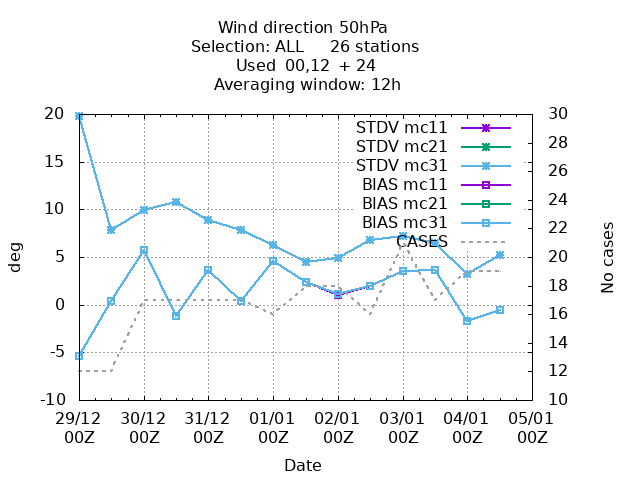 Wind direction 50hPa
Selection: ALL 26 stations
Used 00,12 + 24
Averaging window: 12h
20
15
10
5
0
-5
-10
deg
30
28
26
24
22
20
18
16
14
12
10
No cases
STDV mc11
STDV mc21
STDV mc31
BIAS mc11
BIAS mc21
BIAS mc31
CASES
29/12 30/12 31/12 01/01 02/01 03/01 04/01 05/01
00Z 00Z 00Z 00Z 00Z 00Z 00Z 00Z
Date